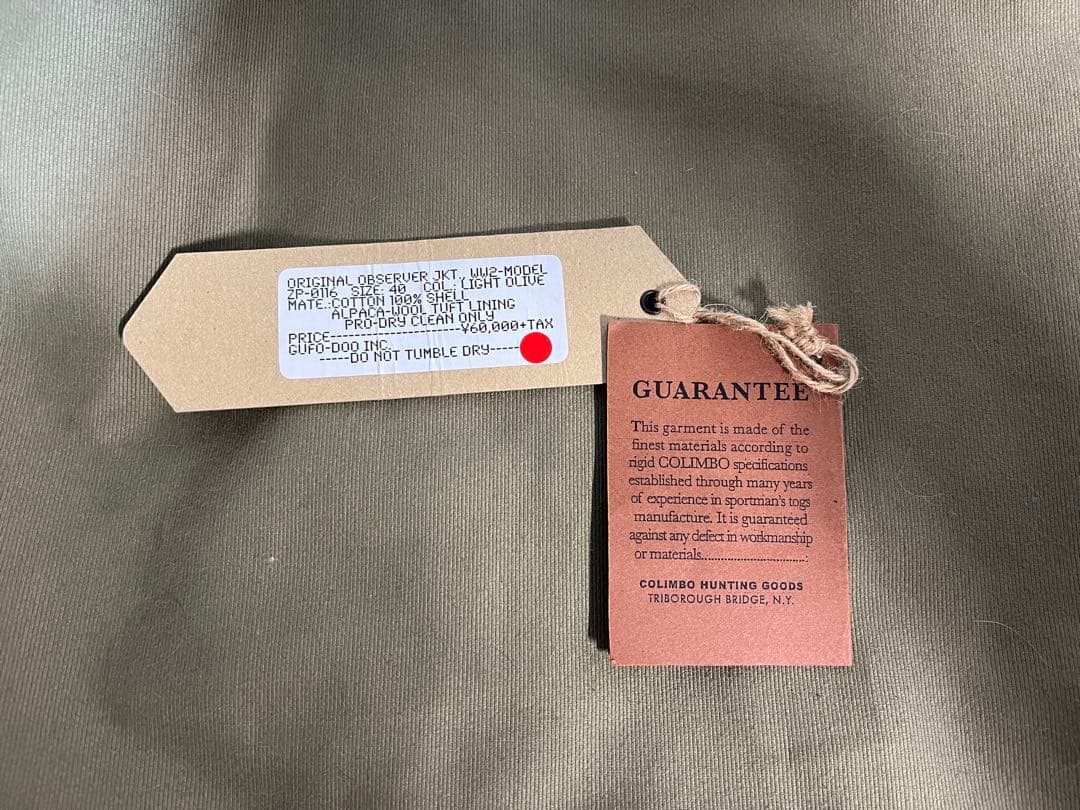 ORIGINAL OBSERVER JKT., WW2-MODEL
ZP-0116 SIZE: 40 COL.: LIGHT OLIVE
MATE.:COTTON 100% SHELL
ALPACA-WOOL TUFT LINING
PRO-DRY CLEAN ONLY
PRICE-----------------------¥60,000+TAX
GUFO-DOO INC.
-----DO NOT TUMBLE DRY-----
GUARANTEE
This garment is made of the
finest materials according to
rigid COLIMBO specifications
established through many years
of experience in sportman's togs
manufacture. It is guaranteed
against any defect in workmanship
or materials..................................:
COLIMBO HUNTING GOODS
TRIBOROUGH BRIDGE, N.Y.